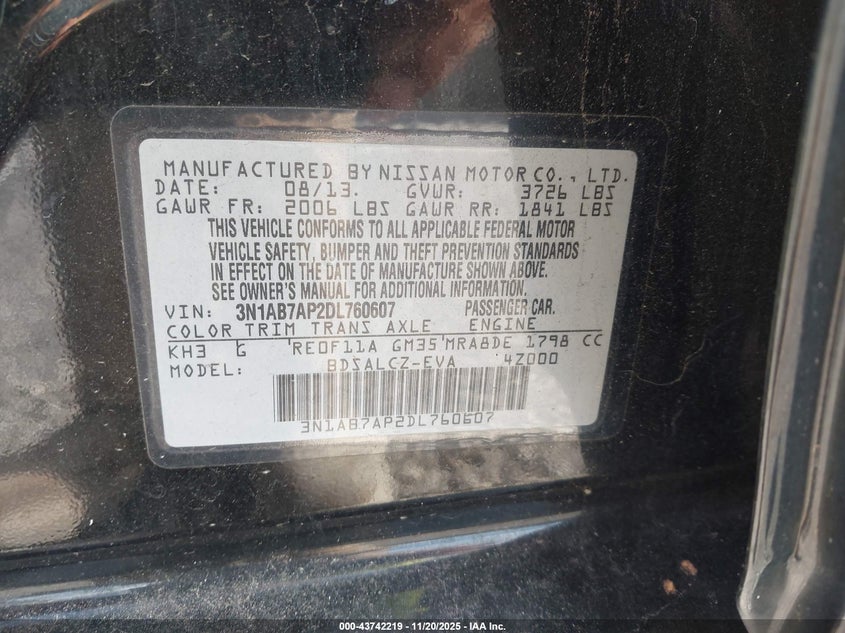 MANUFACTURED BY NISSAN MOTOR CO., LTD.
DATE: 08/13. GVWR: 3726 LBS
GAWR FR: 2006 LBS GAWR RR: 1841 LBS
THIS VEHICLE CONFORMS TO ALL APPLICABLE FEDERAL MOTOR
VEHICLE SAFETY, BUMPER AND THEFT PREVENTION STANDARDS
IN EFFECT ON THE DATE OF MANUFACTURE SHOWN ABOVE.
SEE OWNER'S MANUAL FOR ADDITIONAL INFORMATION.
VIN: 3N1AB7AP2DL760607 PASSENGER CAR.
COLOR TRIM TRANS AXLE ENGINE
KH3 G RE0F11A GM35 MRA8DE 1798 CC
MODEL: BDSALCZ-EVA 4Z000
3N1AB7AP2DL760607
000-43742219 - 11/20/2025 - IAA Inc.